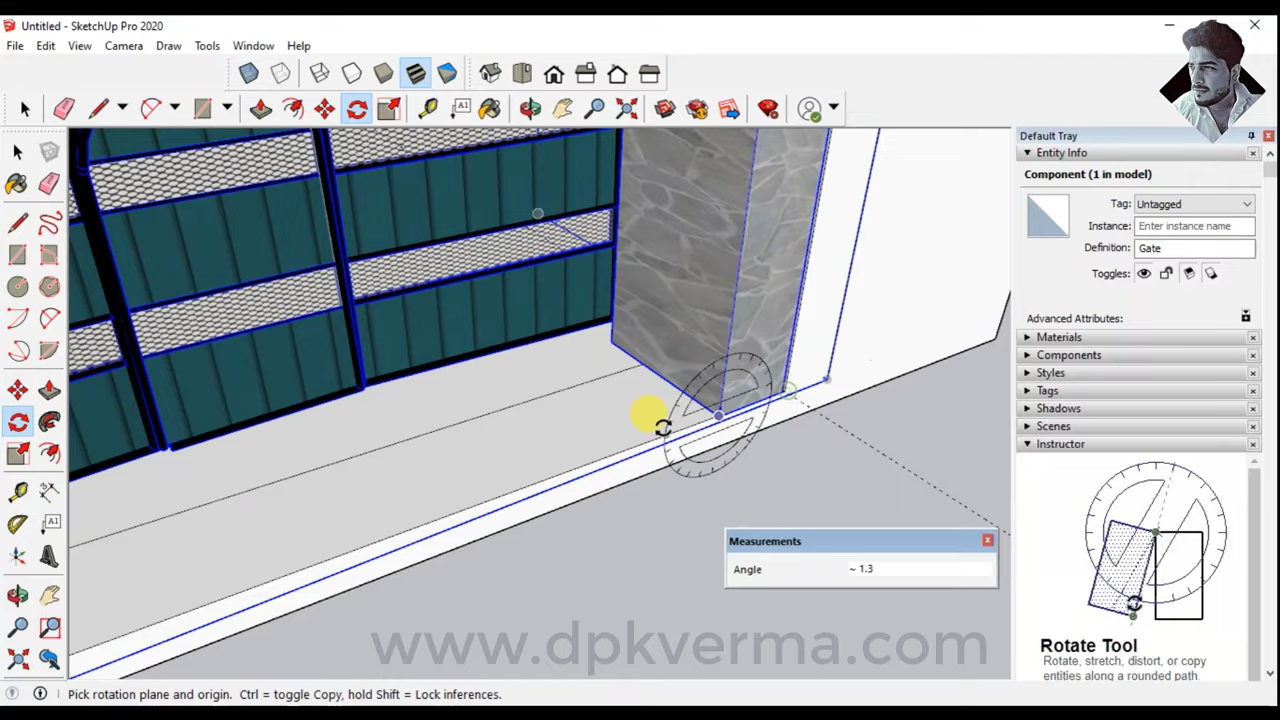 Untitled - SketchUp Pro 2020
File Edit View Camera Draw Tools Window Help
A1
Default Tray
Entity Info
Component (1 in model)
Tag: Untagged
Instance: Enter instance name
Definition: Gate
Toggles:
Advanced Attributes:
Materials
Components
Styles
Tags
Shadows
Scenes
Instructor
A1
Measurements
Angle ~ 1.3
Rotate Tool
Rotate, stretch, distort, or copy
entities along a rounded path.
www.dpkverma.com
Pick rotation plane and origin. Ctrl = toggle Copy, hold Shift = Lock inferences.